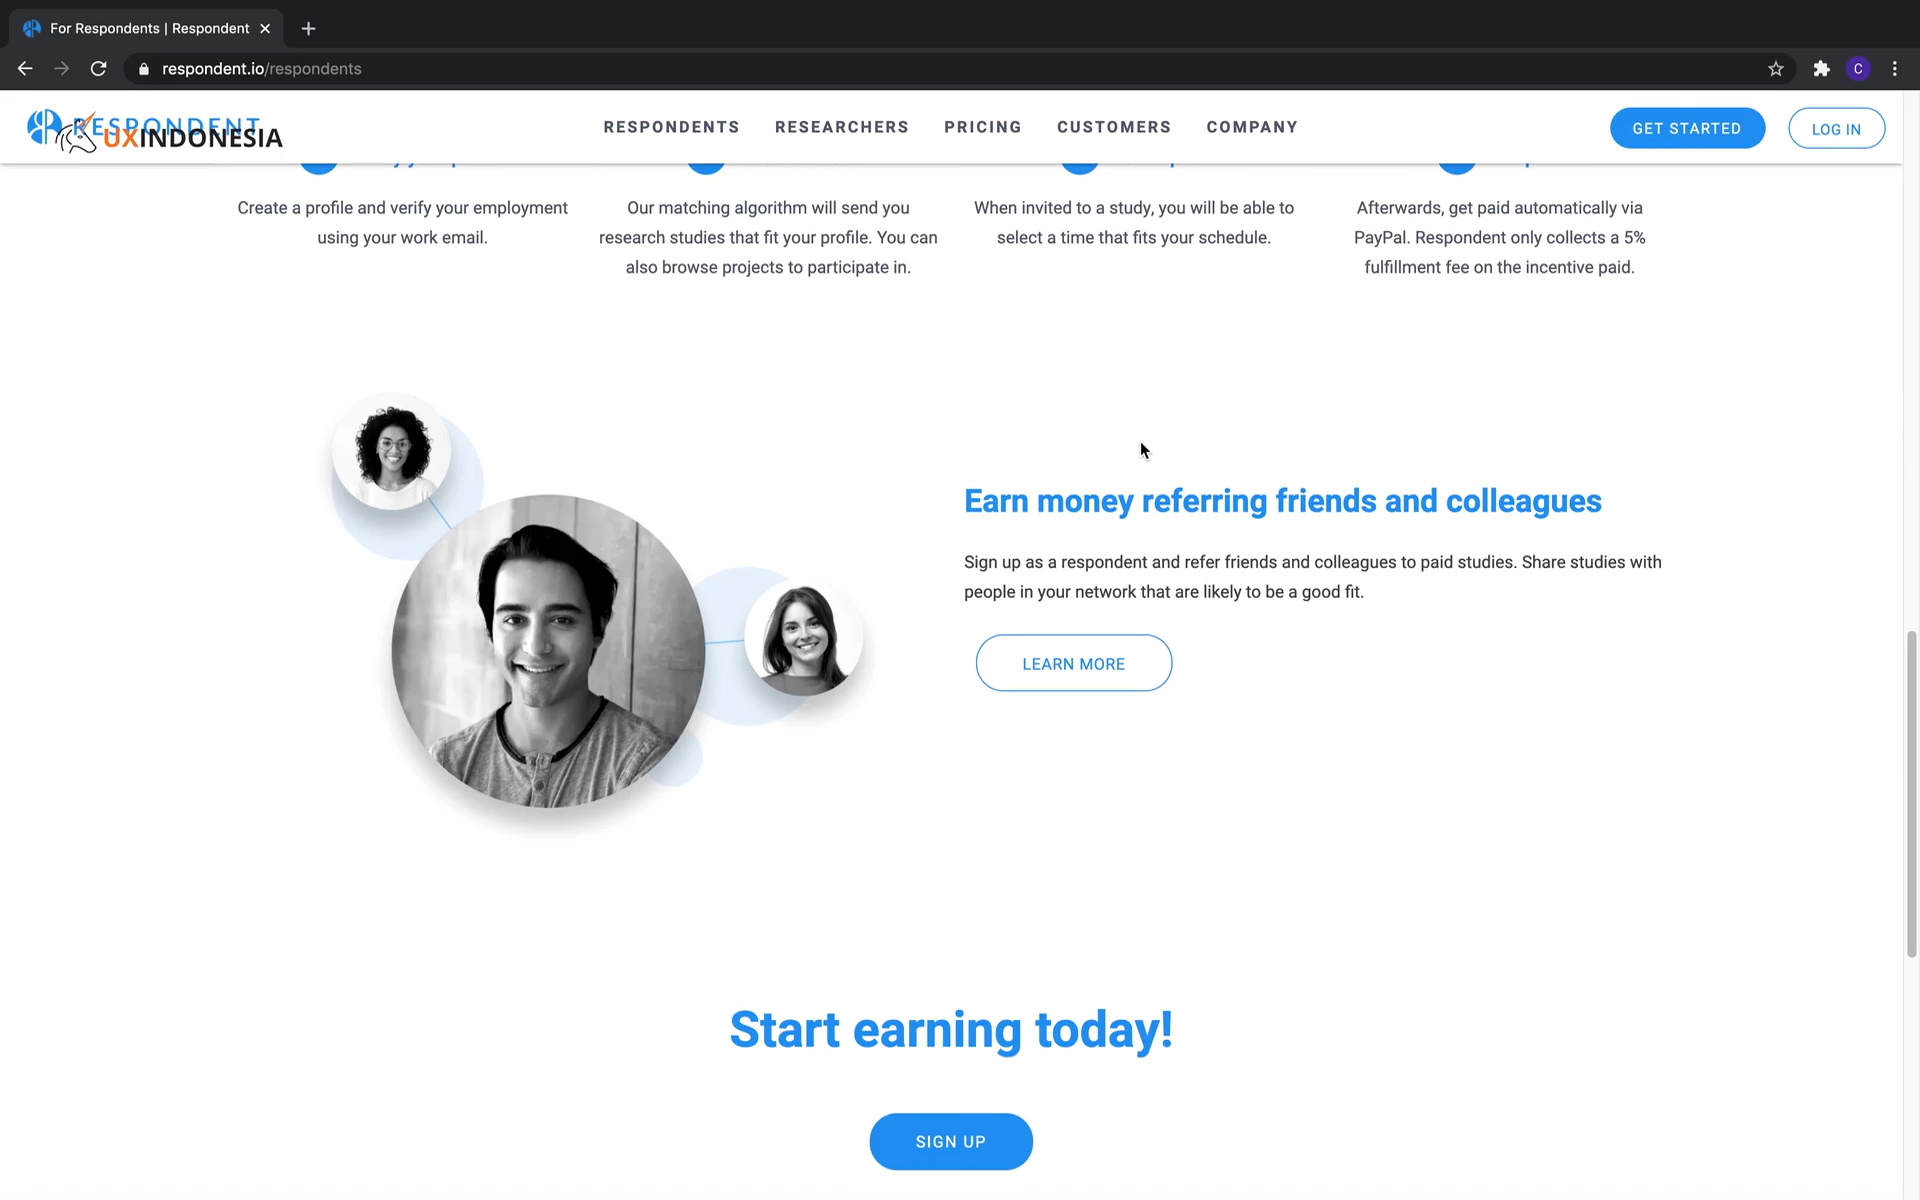 For Respondents | Respondent
respondent.io/respondents
C
RESPONDENT
UXINDONESIA
RESPONDENTS
RESEARCHERS
PRICING
CUSTOMERS
COMPANY
GET STARTED
LOG IN
Create a profile and verify your employment
using your work email.
Our matching algorithm will send you
research studies that fit your profile. You can
also browse projects to participate in.
When invited to a study, you will be able to
select a time that fits your schedule.
Afterwards, get paid automatically via
PayPal. Respondent only collects a 5%
fulfillment fee on the incentive paid.
Earn money referring friends and colleagues
Sign up as a respondent and refer friends and colleagues to paid studies. Share studies with
people in your network that are likely to be a good fit.
LEARN MORE
Start earning today!
SIGN UP